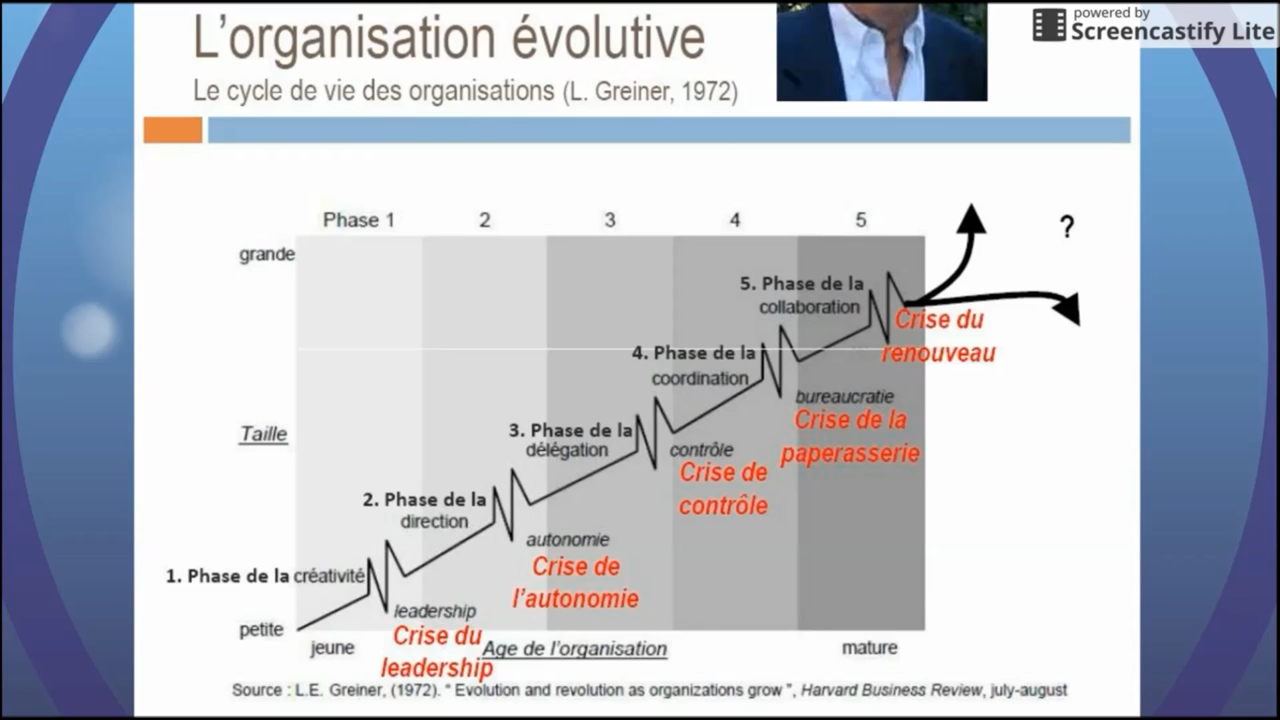 powered by
Screencastify Lite
L'organisation évolutive
Le cycle de vie des organisations (L. Greiner, 1972)
Phase 1 2 3 4 5
?
grande
5. Phase de la
collaboration
Crise du
renouveau
4. Phase de la
coordination
bureaucratie
Crise de la
paperasserie
Taille
3. Phase de la
délégation
contrôle
Crise de
contrôle
2. Phase de la
direction
autonomie
Crise de
l'autonomie
1. Phase de la créativité
leadership
Crise du
leadership
petite
jeune Age de l'organisation mature
Source : L.E. Greiner, (1972). " Evolution and revolution as organizations grow ", Harvard Business Review, july-august